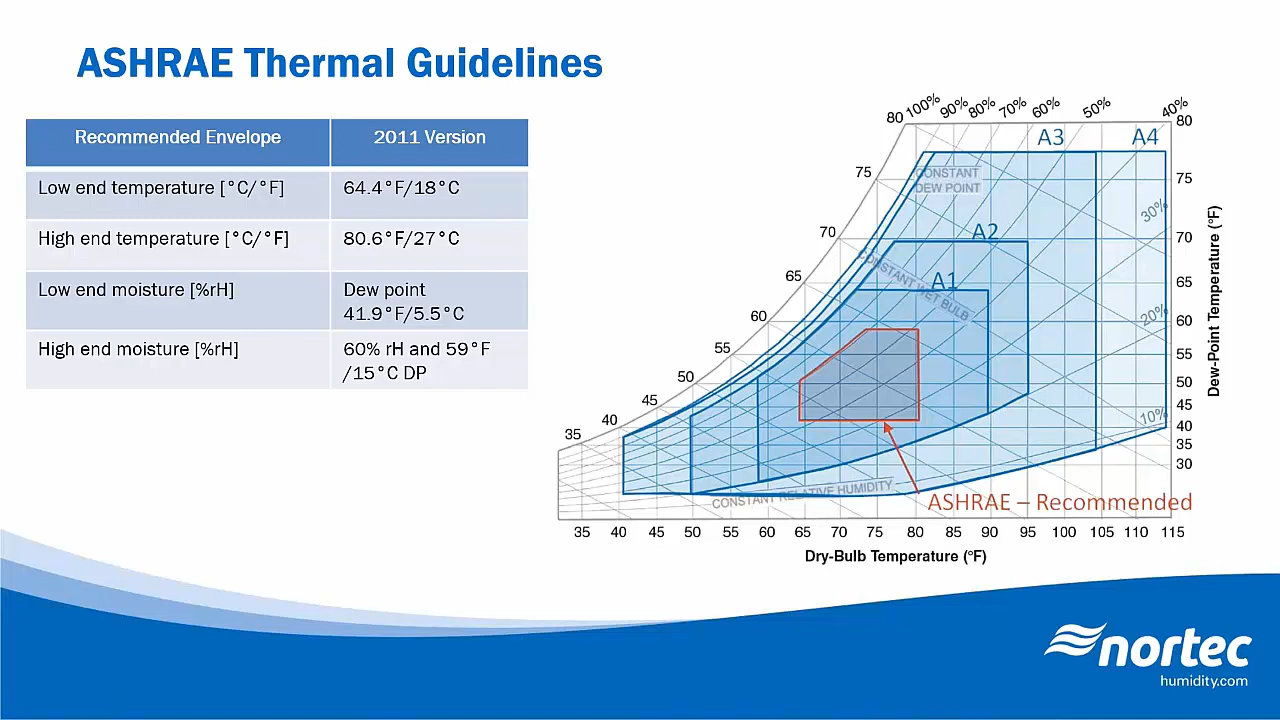 ASHRAE Thermal Guidelines
Recommended Envelope
2011 Version
Low end temperature [°C/°F]
64.4°F/18°C
High end temperature [°C/°F]
80.6°F/27°C
Low end moisture [%rH]
Dew point
41.9°F/5.5°C
High end moisture [%rH]
60% rH and 59°F
/15°C DP
100%
90%
80%
70%
60%
50%
40%
80
80
A3
A4
75
CONSTANT
DEW POINT
75
30%
70
A2
70
CONSTANT WET BULB
65
A1
65
60
20%
60
55
55
50
50
45
45
40
10%
40
35
35
30
CONSTANT RELATIVE HUMIDITY
ASHRAE – Recommended
35 40 45 50 55 60 65 70 75 80 85 90 95 100 105 110 115
Dry-Bulb Temperature (°F)
Dew-Point Temperature (°F)
nortec
humidity.com